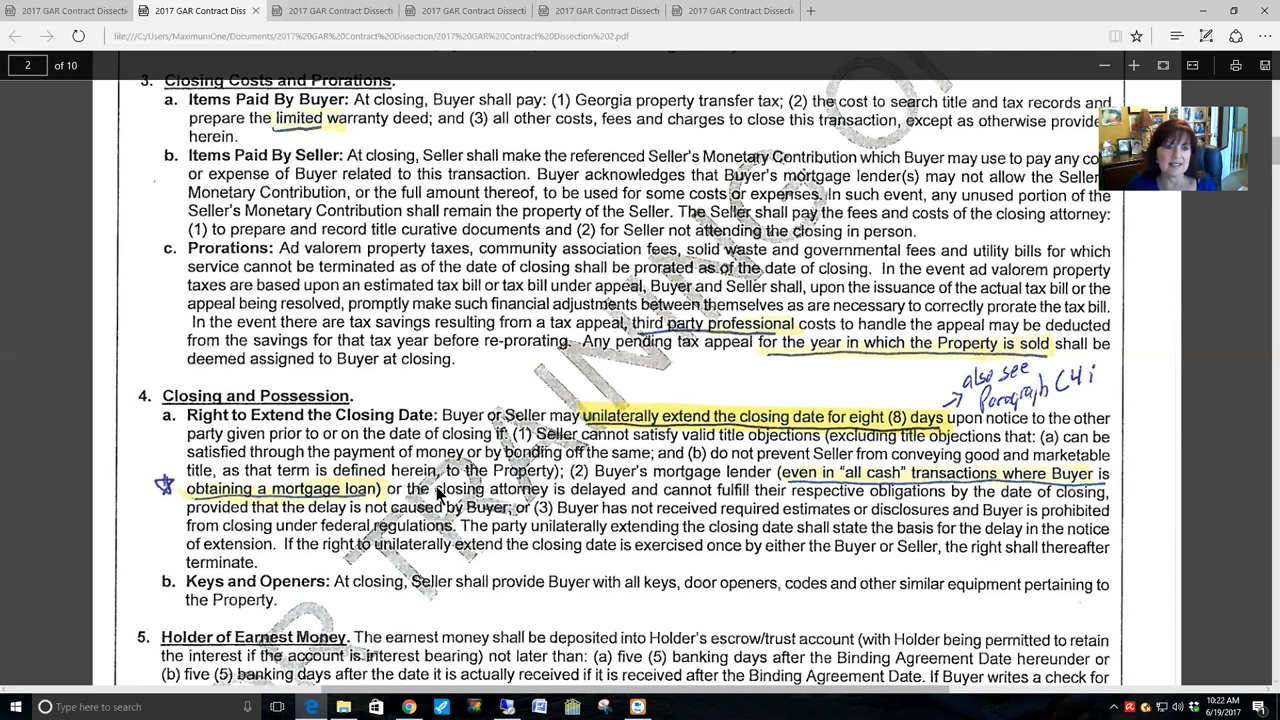 2017 GAR Contract Dissecti
2017 GAR Contract Dissecti
2017 GAR Contract Dissecti
2017 GAR Contract Dissecti
2017 GAR Contract Dissecti
2017 GAR Contract Dissecti
file:///C:/Users/MaximumOne/Documents/2017%20GAR%20Contract%20Dissection/2017%20GAR%20Contract%20Dissection%202.pdf
2 of 10
3. Closing Costs and Prorations.
a. Items Paid By Buyer: At closing, Buyer shall pay: (1) Georgia property transfer tax; (2) the cost to search title and tax records and
prepare the limited warranty deed; and (3) all other costs, fees and charges to close this transaction, except as otherwise provide
herein.
b. Items Paid By Seller: At closing, Seller shall make the referenced Seller's Monetary Contribution which Buyer may use to pay any co
or expense of Buyer related to this transaction. Buyer acknowledges that Buyer's mortgage lender(s) may not allow the Seller
Monetary Contribution, or the full amount thereof, to be used for some costs or expenses. In such event, any unused portion of the
Seller's Monetary Contribution shall remain the property of the Seller. The Seller shall pay the fees and costs of the closing attorney:
(1) to prepare and record title curative documents and (2) for Seller not attending the closing in person.
c. Prorations: Ad valorem property taxes, community association fees, solid waste and governmental fees and utility bills for which
service cannot be terminated as of the date of closing shall be prorated as of the date of closing. In the event ad valorem property
taxes are based upon an estimated tax bill or tax bill under appeal, Buyer and Seller shall, upon the issuance of the actual tax bill or the
appeal being resolved, promptly make such financial adjustments between themselves as are necessary to correctly prorate the tax bill.
In the event there are tax savings resulting from a tax appeal, third party professional costs to handle the appeal may be deducted
from the savings for that tax year before re-prorating. Any pending tax appeal for the year in which the Property is sold shall be
deemed assigned to Buyer at closing.
also see
→ Paragraph C4i
4. Closing and Possession.
a. Right to Extend the Closing Date: Buyer or Seller may unilaterally extend the closing date for eight (8) days upon notice to the other
party given prior to or on the date of closing if: (1) Seller cannot satisfy valid title objections (excluding title objections that: (a) can be
satisfied through the payment of money or by bonding off the same; and (b) do not prevent Seller from conveying good and marketable
title, as that term is defined herein, to the Property); (2) Buyer's mortgage lender (even in "all cash" transactions where Buyer is
obtaining a mortgage loan) or the closing attorney is delayed and cannot fulfill their respective obligations by the date of closing,
provided that the delay is not caused by Buyer; or (3) Buyer has not received required estimates or disclosures and Buyer is prohibited
from closing under federal regulations. The party unilaterally extending the closing date shall state the basis for the delay in the notice
of extension. If the right to unilaterally extend the closing date is exercised once by either the Buyer or Seller, the right shall thereafter
terminate.
b. Keys and Openers: At closing, Seller shall provide Buyer with all keys, door openers, codes and other similar equipment pertaining to
the Property.
5. Holder of Earnest Money. The earnest money shall be deposited into Holder's escrow/trust account (with Holder being permitted to retain
the interest if the account is interest bearing) not later than: (a) five (5) banking days after the Binding Agreement Date hereunder or
(b) five (5) banking days after the date it is actually received if it is received after the Binding Agreement Date. If Buyer writes a check for
Type here to search
10:22 AM
6/19/2017